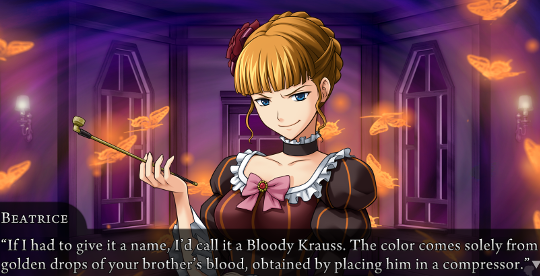 BEATRICE
“If I had to give it a name, I’d call it a Bloody Krauss. The color comes solely from
golden drops of your brother’s blood, obtained by placing him in a compressor.”